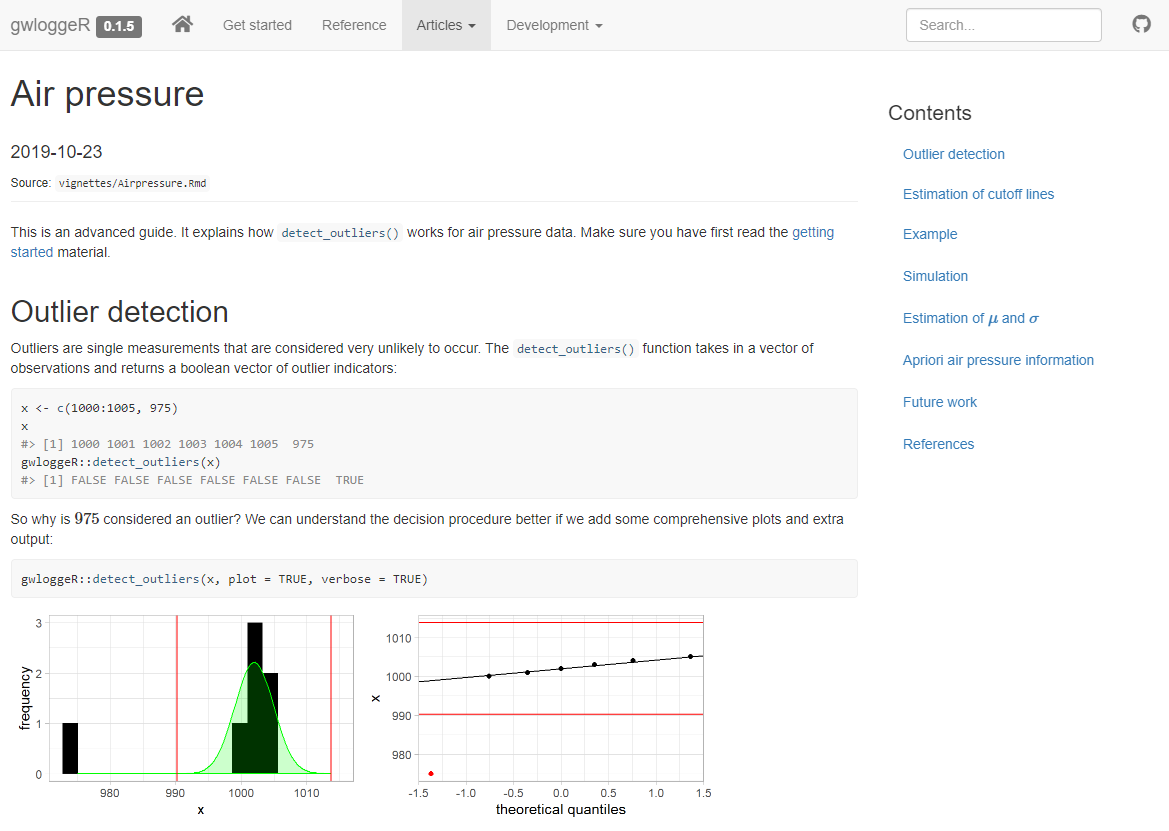 gwloggeR 0.1.5 Get started Reference Articles Development Search...
Air pressure
2019-10-23
Source: vignettes/Airpressure.Rmd
This is an advanced guide. It explains how detect_outliers() works for air pressure data. Make sure you have first read the getting
started material.
Outlier detection
Outliers are single measurements that are considered very unlikely to occur. The detect_outliers() function takes in a vector of
observations and returns a boolean vector of outlier indicators:
x <- c(1000:1005, 975)
x
#> [1] 1000 1001 1002 1003 1004 1005  975
gwloggeR::detect_outliers(x)
#> [1] FALSE FALSE FALSE FALSE FALSE FALSE  TRUE
So why is 975 considered an outlier? We can understand the decision procedure better if we add some comprehensive plots and extra
output:
gwloggeR::detect_outliers(x, plot = TRUE, verbose = TRUE)
frequency
3
2
1
0
980 990 1000 1010
x
x
1010
1000
990
980
-1.5 -1.0 -0.5 0.0 0.5 1.0 1.5
theoretical quantiles
Contents
Outlier detection
Estimation of cutoff lines
Example
Simulation
Estimation of μ and σ
Apriori air pressure information
Future work
References